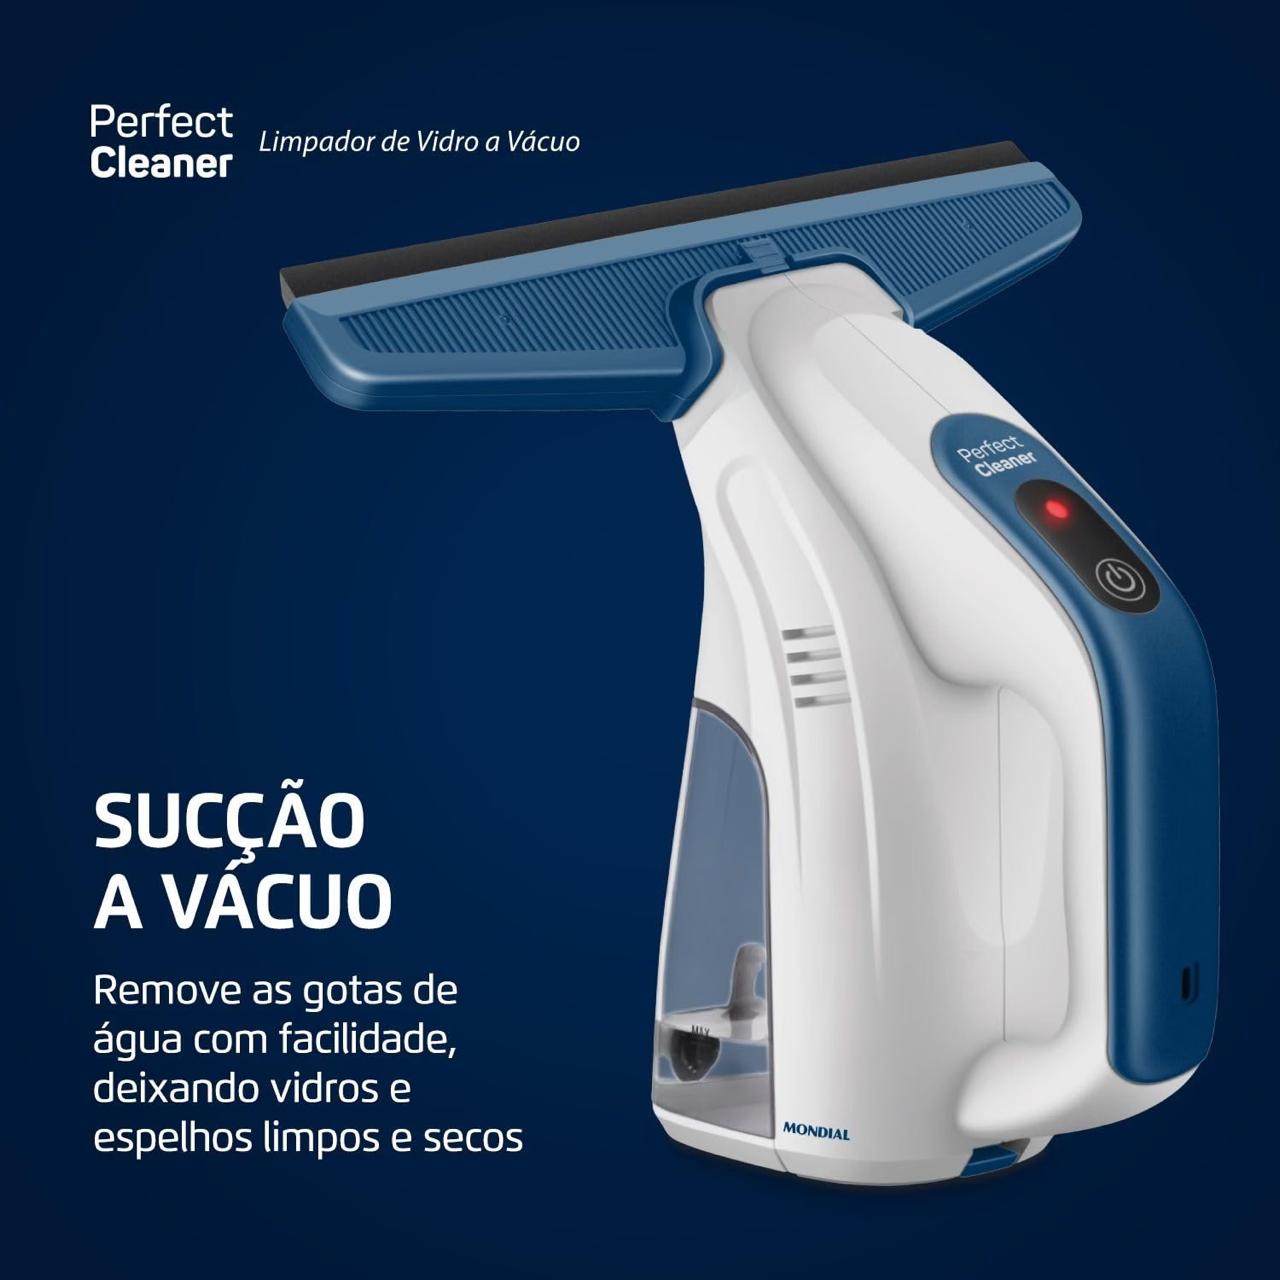 Perfect
Cleaner
Limpador de Vidro a Vácuo
Perfect
Cleaner
SUCÇÃO
A VÁCUO
Remove as gotas de
água com facilidade,
deixando vidros e
espelhos limpos e secos
MAX
MONDIAL